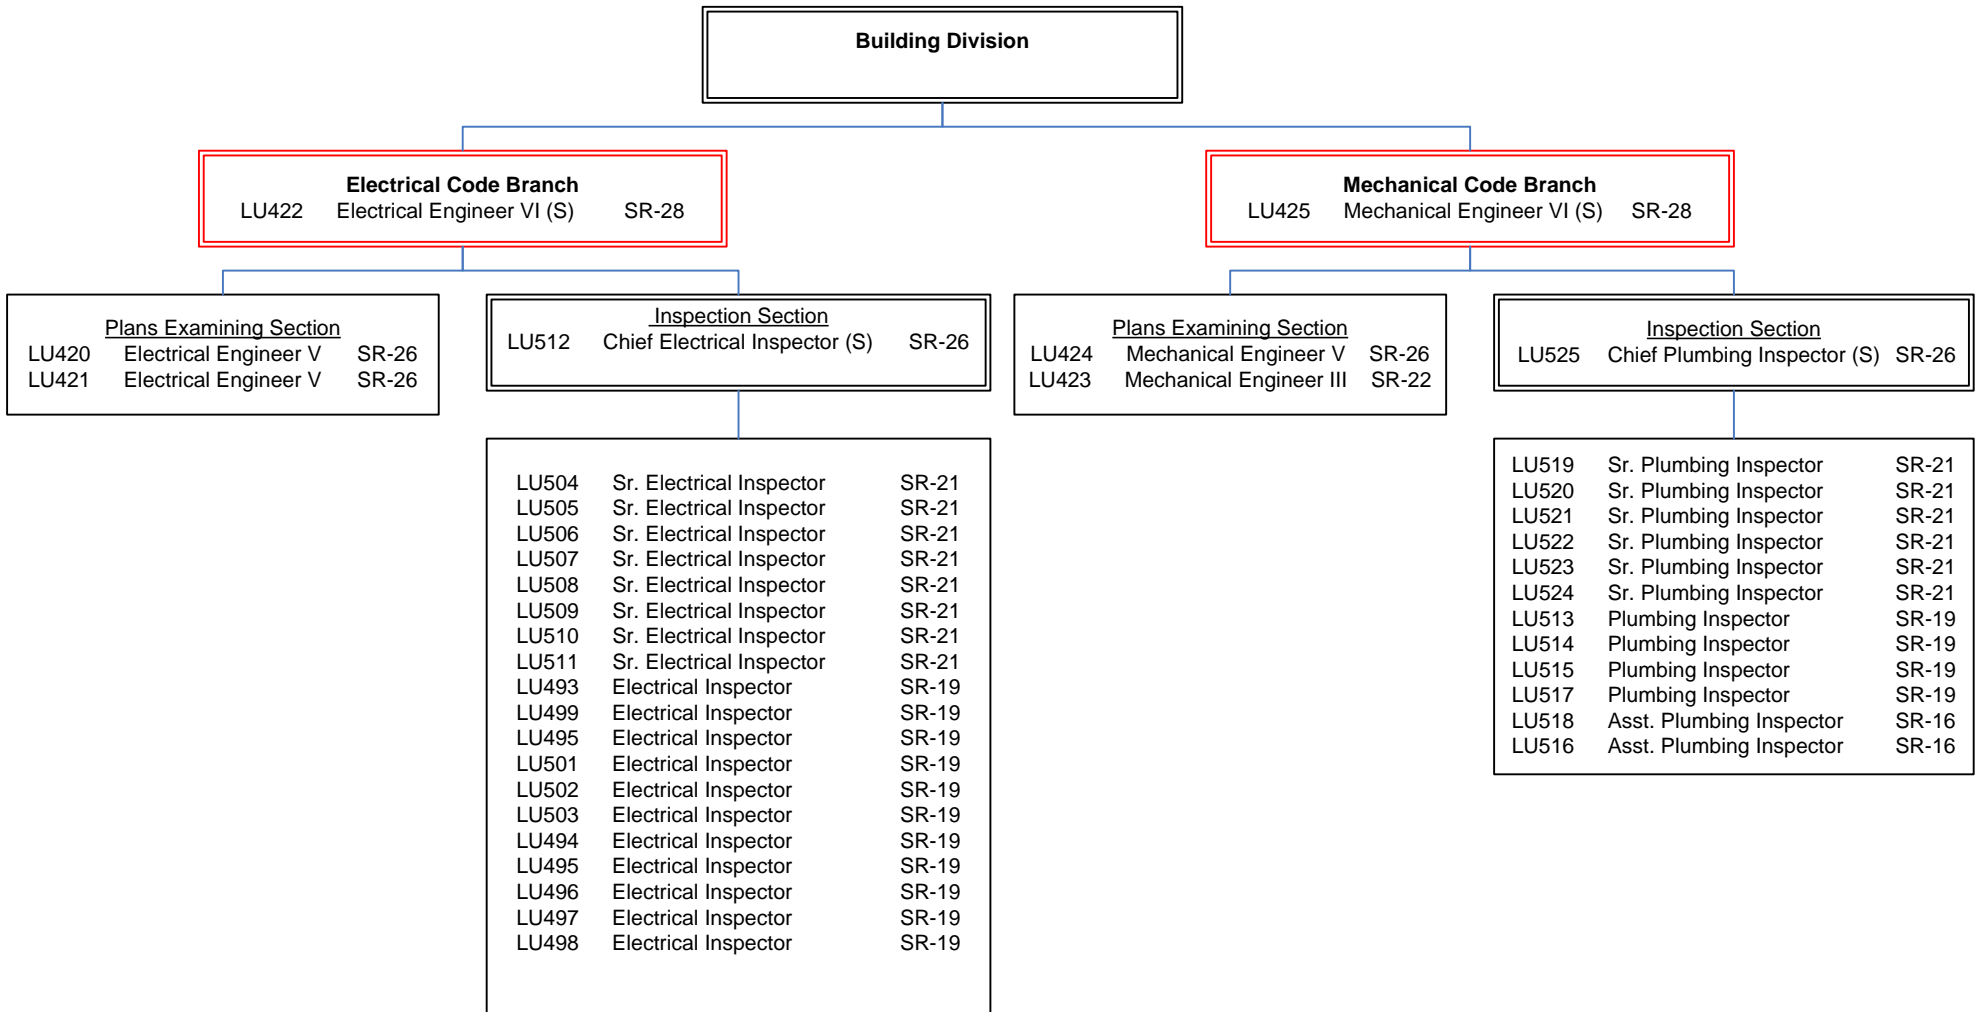 Building Division
Electrical Code Branch
LU422 Electrical Engineer VI (S) SR-28
Mechanical Code Branch
LU425 Mechanical Engineer VI (S) SR-28
Plans Examining Section
LU420 Electrical Engineer V SR-26
LU421 Electrical Engineer V SR-26
Inspection Section
LU512 Chief Electrical Inspector (S) SR-26
Plans Examining Section
LU424 Mechanical Engineer V SR-26
LU423 Mechanical Engineer III SR-22
Inspection Section
LU525 Chief Plumbing Inspector (S) SR-26
LU504 Sr. Electrical Inspector SR-21
LU505 Sr. Electrical Inspector SR-21
LU506 Sr. Electrical Inspector SR-21
LU507 Sr. Electrical Inspector SR-21
LU508 Sr. Electrical Inspector SR-21
LU509 Sr. Electrical Inspector SR-21
LU510 Sr. Electrical Inspector SR-21
LU511 Sr. Electrical Inspector SR-21
LU493 Electrical Inspector SR-19
LU499 Electrical Inspector SR-19
LU495 Electrical Inspector SR-19
LU501 Electrical Inspector SR-19
LU502 Electrical Inspector SR-19
LU503 Electrical Inspector SR-19
LU494 Electrical Inspector SR-19
LU495 Electrical Inspector SR-19
LU496 Electrical Inspector SR-19
LU497 Electrical Inspector SR-19
LU498 Electrical Inspector SR-19
LU519 Sr. Plumbing Inspector SR-21
LU520 Sr. Plumbing Inspector SR-21
LU521 Sr. Plumbing Inspector SR-21
LU522 Sr. Plumbing Inspector SR-21
LU523 Sr. Plumbing Inspector SR-21
LU524 Sr. Plumbing Inspector SR-21
LU513 Plumbing Inspector SR-19
LU514 Plumbing Inspector SR-19
LU515 Plumbing Inspector SR-19
LU517 Plumbing Inspector SR-19
LU518 Asst. Plumbing Inspector SR-16
LU516 Asst. Plumbing Inspector SR-16